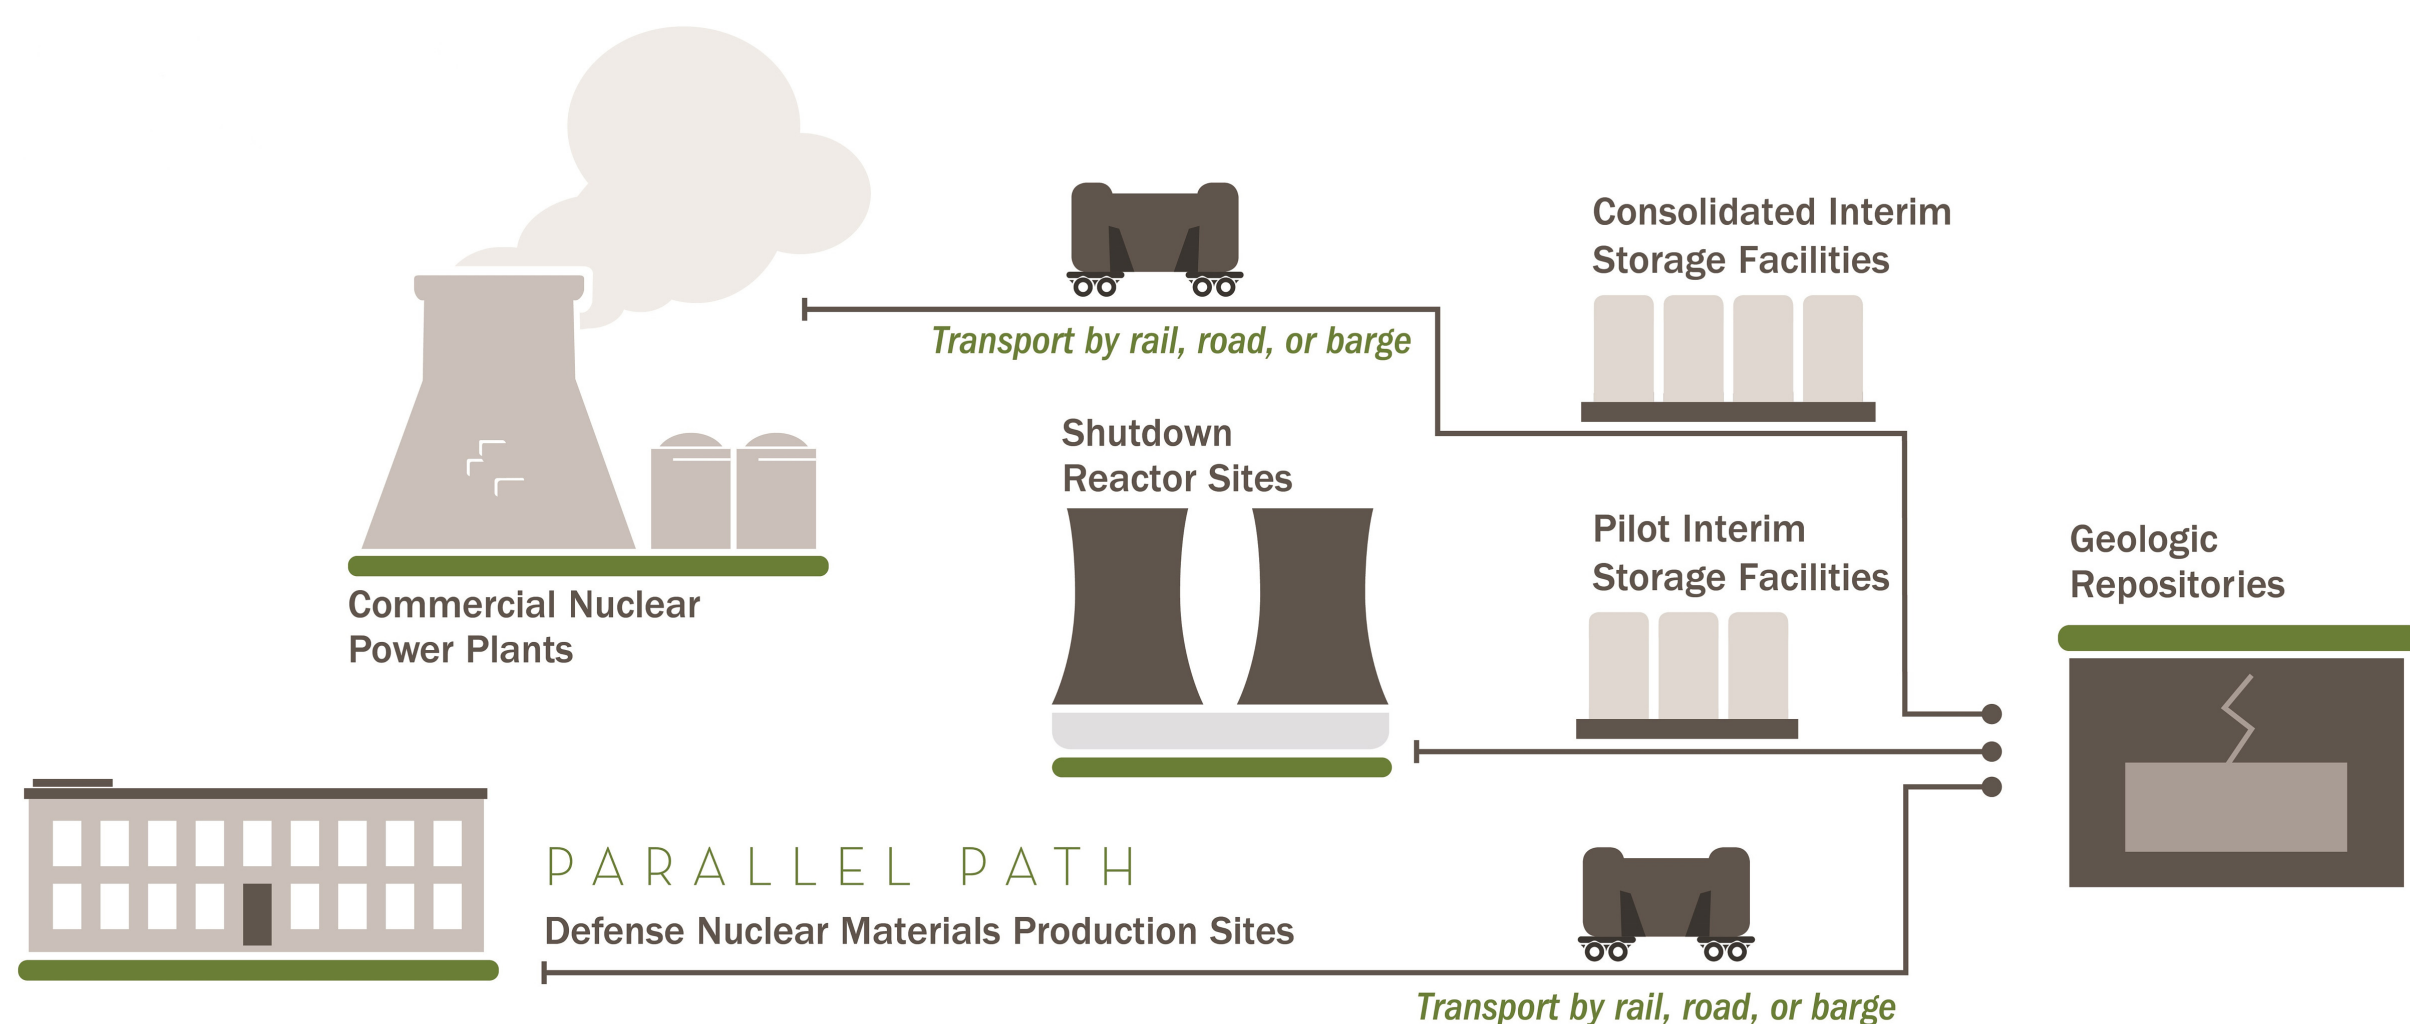 Consolidated Interim
Storage Facilities
Transport by rail, road, or barge
Shutdown
Reactor Sites
Pilot Interim
Storage Facilities
Geologic
Repositories
Commercial Nuclear
Power Plants
PARALLEL PATH
Defense Nuclear Materials Production Sites
Transport by rail, road, or barge